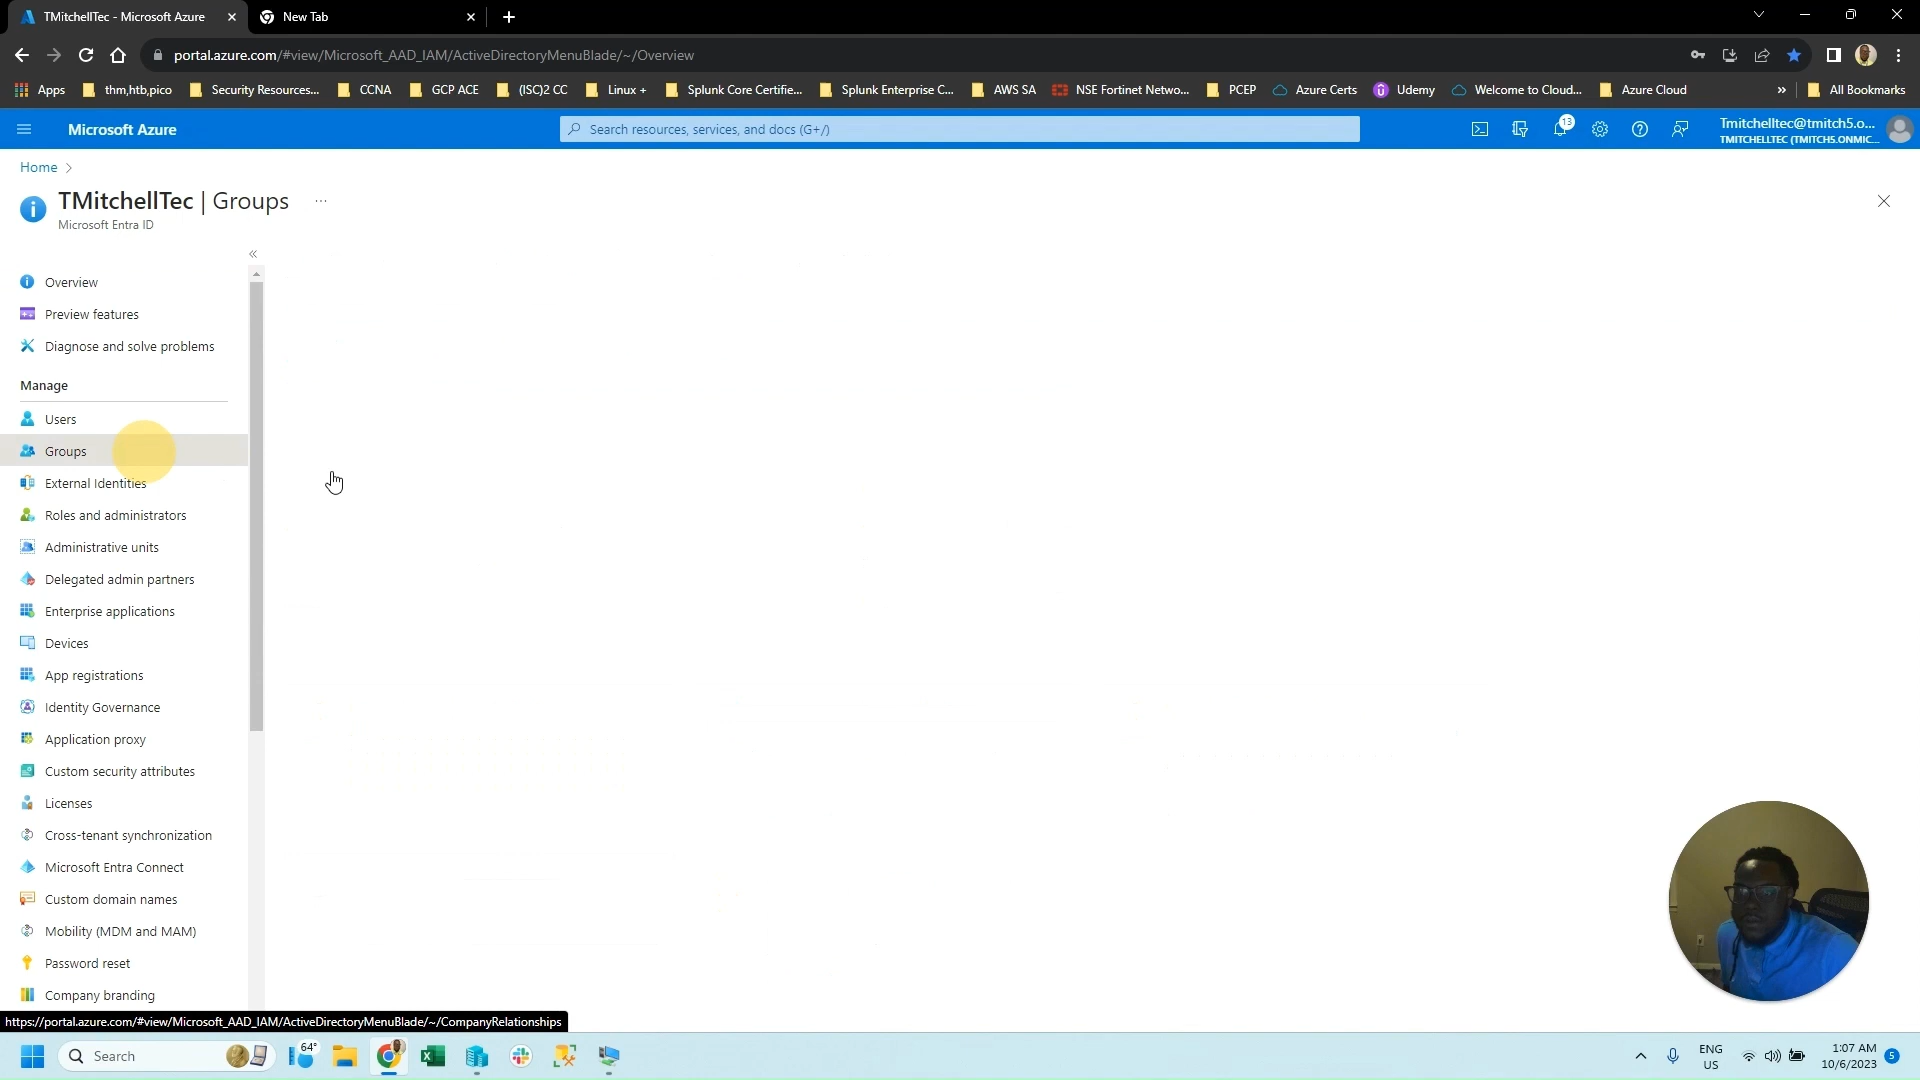 TMitchellTec - Microsoft Azure
New Tab
portal.azure.com/#view/Microsoft_AAD_IAM/ActiveDirectoryMenuBlade/~/Overview
Apps
thm,htb,pico
Security Resources...
CCNA
GCP ACE
(ISC)2 CC
Linux +
Splunk Core Certifie...
Splunk Enterprise C...
AWS SA
NSE Fortinet Netwo...
PCEP
Azure Certs
Udemy
Welcome to Cloud...
Azure Cloud
»
All Bookmarks
Microsoft Azure
Search resources, services, and docs (G+/)
13
Tmitchelltec@tmitch5.o...
TMITCHELLTEC (TMITCH5.ONMIC...
Home
TMitchellTec | Groups
...
Microsoft Entra ID
«
Overview
Preview features
Diagnose and solve problems
Manage
Users
Groups
External Identities
Roles and administrators
Administrative units
Delegated admin partners
Enterprise applications
Devices
App registrations
Identity Governance
Application proxy
Custom security attributes
Licenses
Cross-tenant synchronization
Microsoft Entra Connect
Custom domain names
Mobility (MDM and MAM)
Password reset
Company branding
https://portal.azure.com/#view/Microsoft_AAD_IAM/ActiveDirectoryMenuBlade/~/CompanyRelationships
Search
64°
ENG
US
1:07 AM
10/6/2023
5